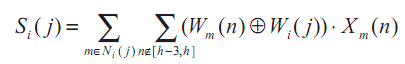 S_i(j) = ∑_{m∈N_i(j)} ∑_{n∉[h−3,h]} (W_m(n) ⊕ W_i(j)) · X_m(n)